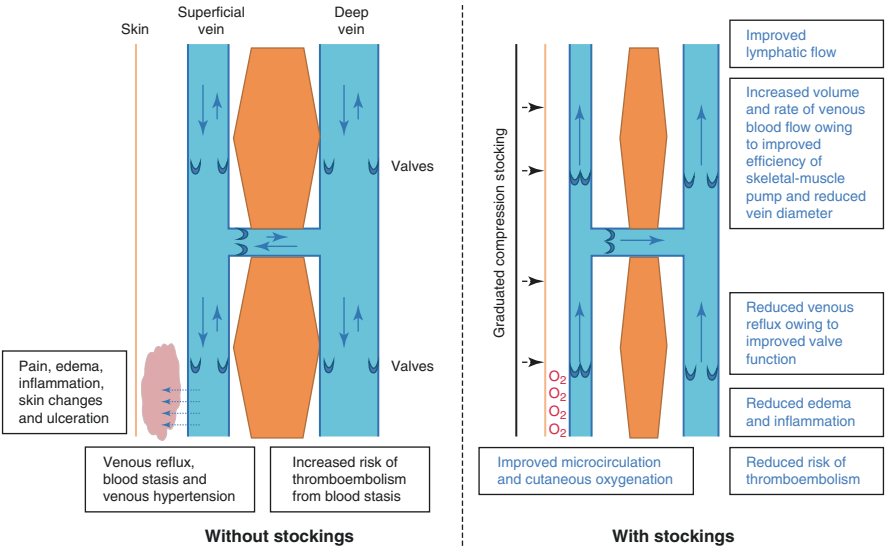 Skin
Superficial
vein
Deep
vein
Valves
Valves
Pain, edema,
inflammation,
skin changes
and ulceration
Venous reflux,
blood stasis and
venous hypertension
Increased risk of
thromboembolism
from blood stasis
Without stockings
Graduated compression stocking
O2
O2
O2
O2
Improved
lymphatic flow
Increased volume
and rate of venous
blood flow owing
to improved
efficiency of
skeletal-muscle
pump and reduced
vein diameter
Reduced venous
reflux owing to
improved valve
function
Reduced edema
and inflammation
Improved microcirculation
and cutaneous oxygenation
Reduced risk of
thromboembolism
With stockings